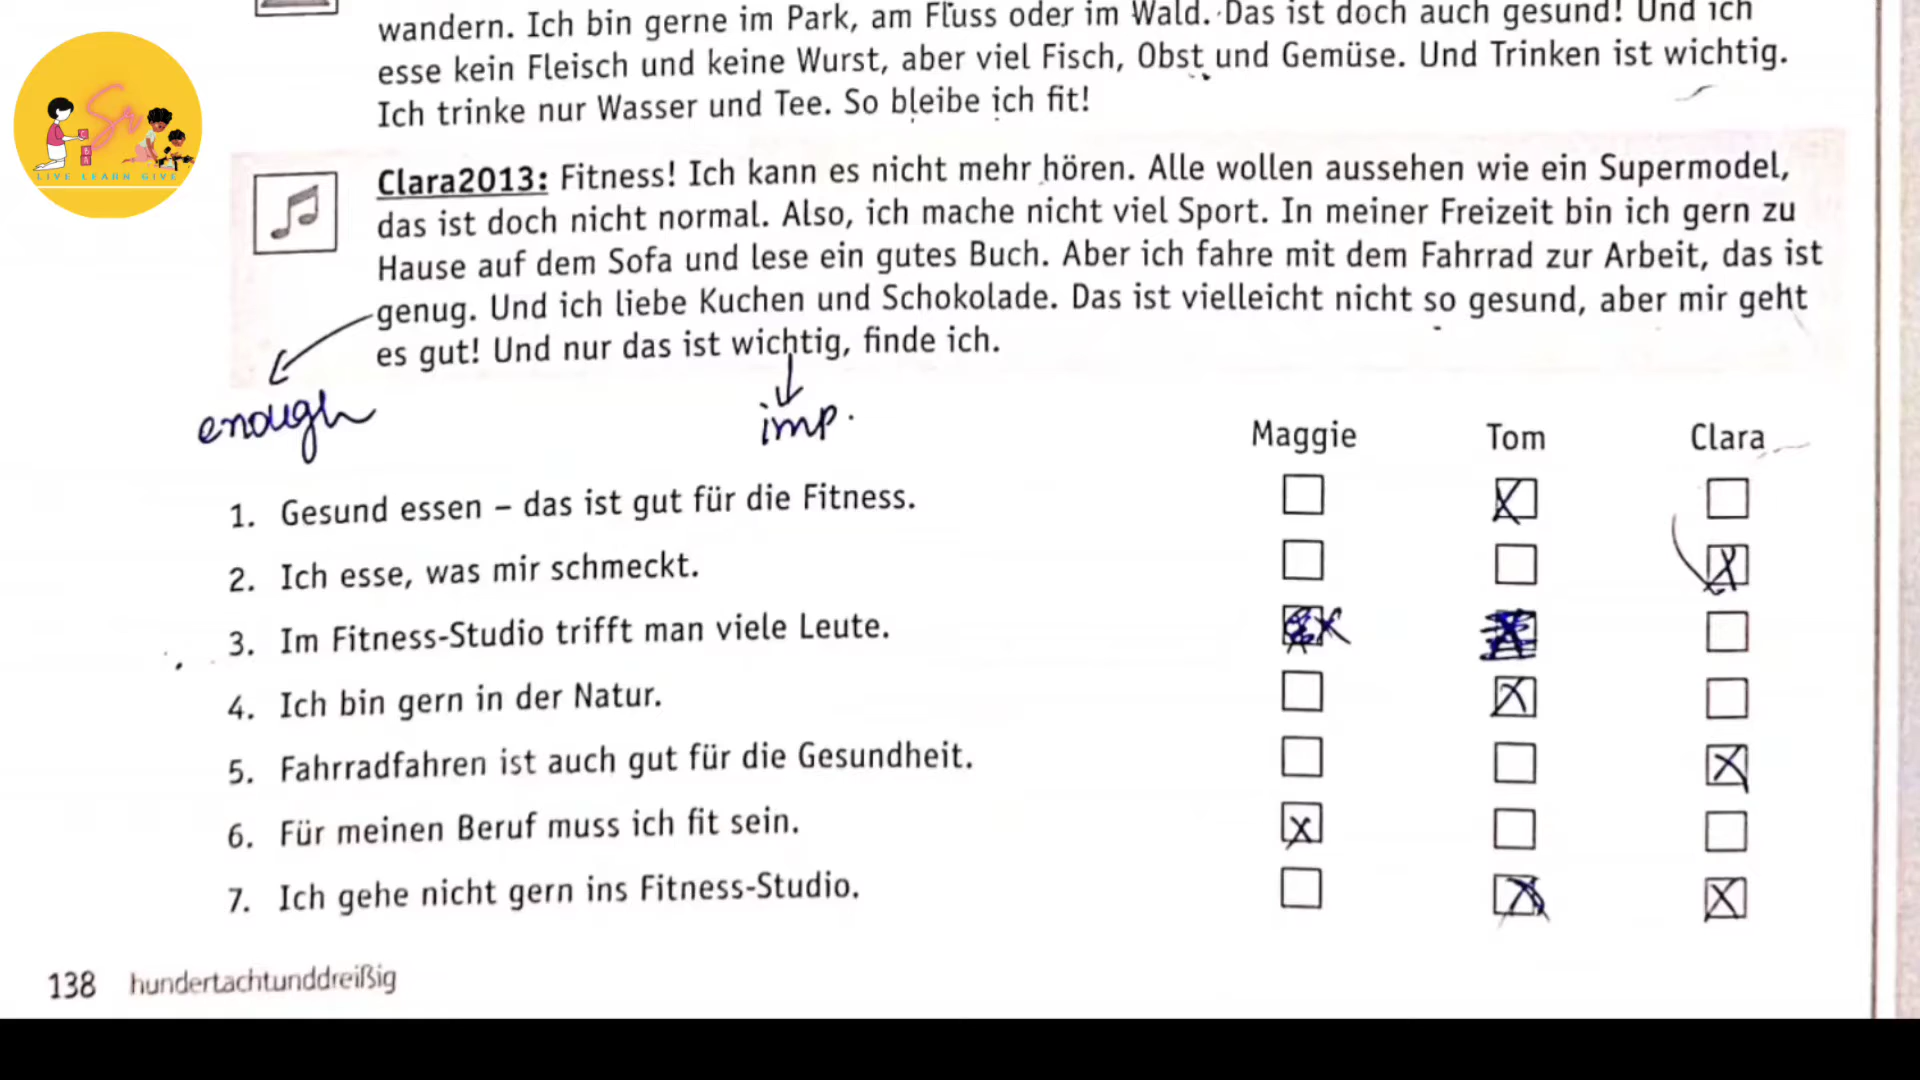 wandern. Ich bin gerne im Park, am Fluss oder im Wald. Das ist doch auch gesund! Und ich
esse kein Fleisch und keine Wurst, aber viel Fisch, Obst und Gemüse. Und Trinken ist wichtig.
Ich trinke nur Wasser und Tee. So bleibe ich fit!
Sr
LIVE LEARN GIVE
Clara2013: Fitness! Ich kann es nicht mehr hören. Alle wollen aussehen wie ein Supermodel,
das ist doch nicht normal. Also, ich mache nicht viel Sport. In meiner Freizeit bin ich gern zu
Hause auf dem Sofa und lese ein gutes Buch. Aber ich fahre mit dem Fahrrad zur Arbeit, das ist
genug. Und ich liebe Kuchen und Schokolade. Das ist vielleicht nicht so gesund, aber mir geht
es gut! Und nur das ist wichtig, finde ich.
enough
imp.
Maggie Tom Clara
1. Gesund essen – das ist gut für die Fitness.
2. Ich esse, was mir schmeckt.
3. Im Fitness-Studio trifft man viele Leute.
4. Ich bin gern in der Natur.
5. Fahrradfahren ist auch gut für die Gesundheit.
6. Für meinen Beruf muss ich fit sein.
7. Ich gehe nicht gern ins Fitness-Studio.
138 hundertachtunddreißig